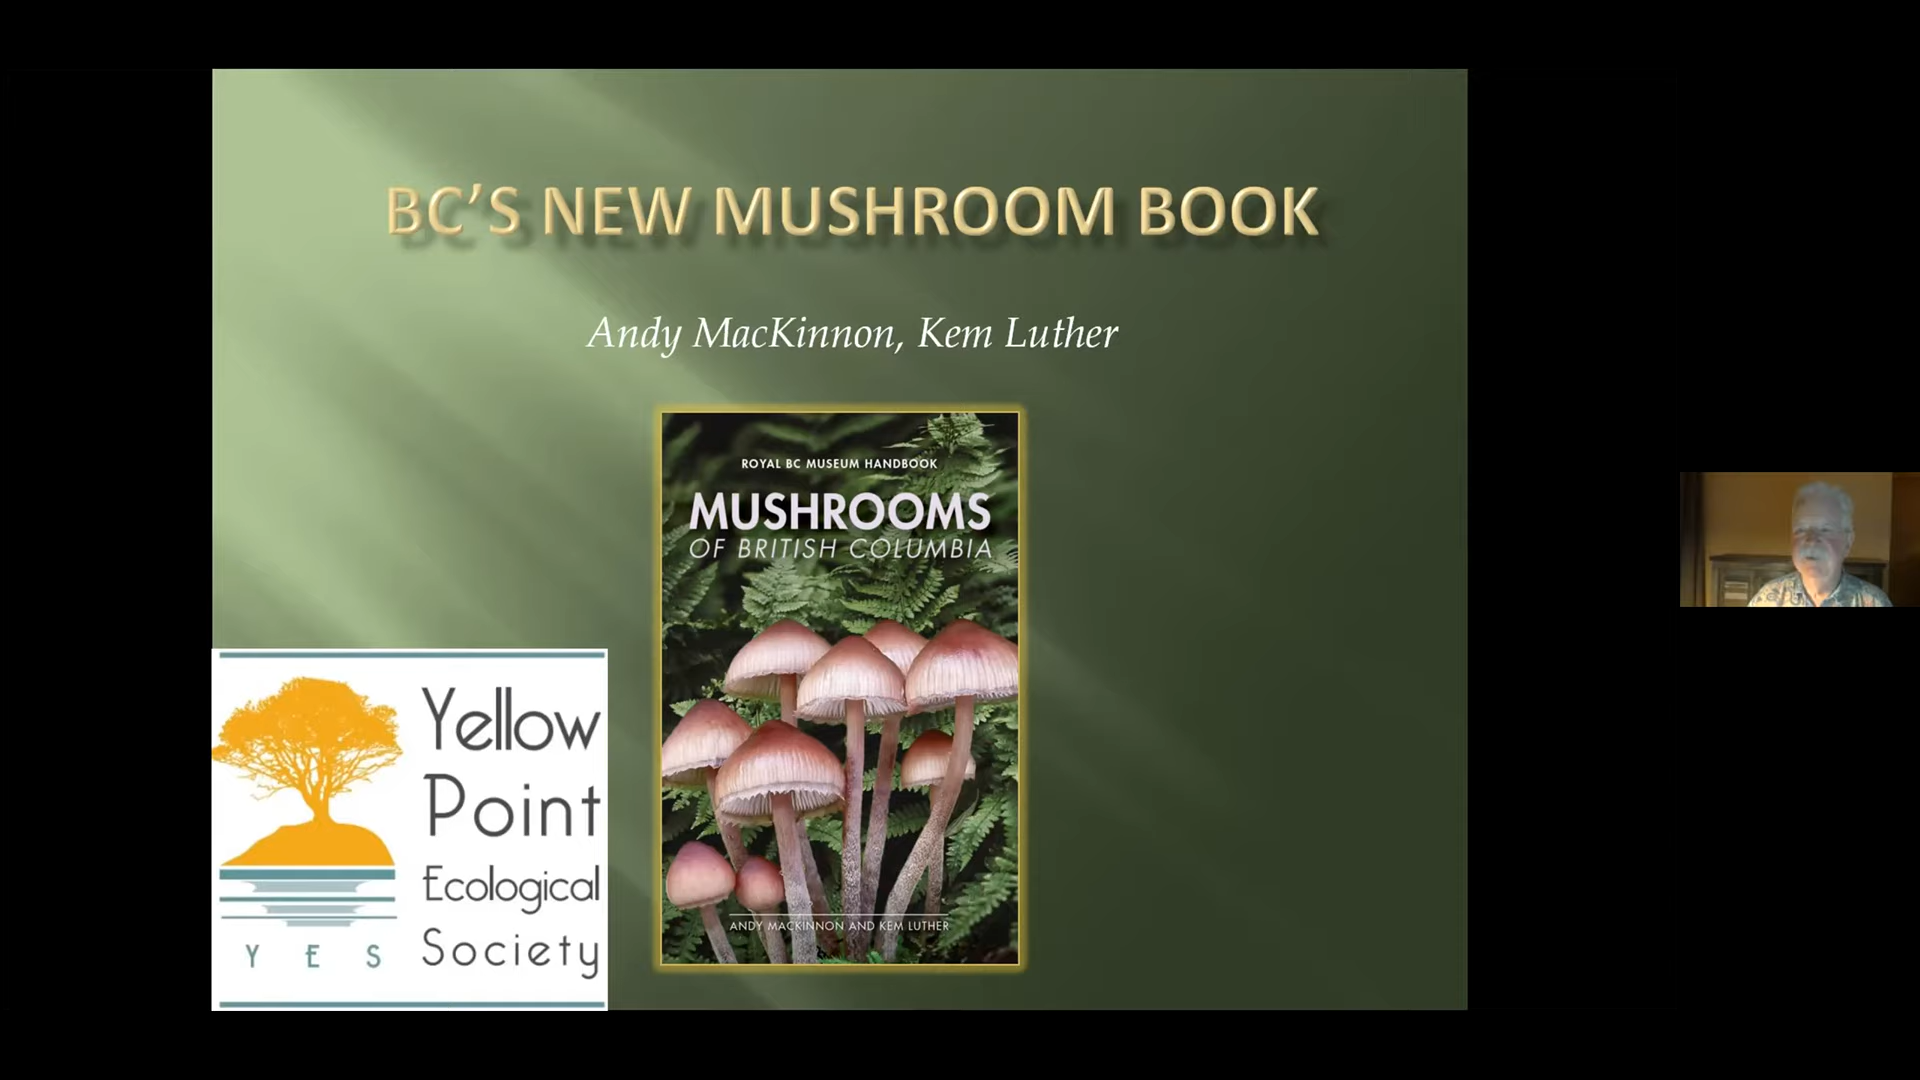 BC'S NEW MUSHROOM BOOK
Andy MacKinnon, Kem Luther
ROYAL BC MUSEUM HANDBOOK
MUSHROOMS
OF BRITISH COLUMBIA
ANDY MACKINNON AND KEM LUTHER
Yellow
Point
Ecological
Society
Y E S